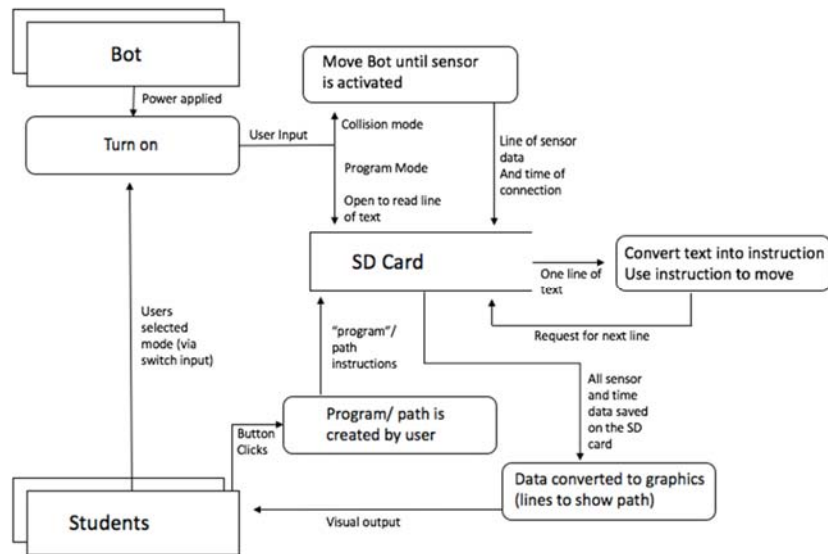 Bot
Power applied
Turn on
User Input
Move Bot until sensor
is activated
Collision mode
Program Mode
Open to read line
of text
Line of sensor
data
And time of
connection
SD Card
One line of
text
Convert text into instruction
Use instruction to move
Request for next line
Users
selected
mode (via
switch input)
"program"/
path
instructions
Button
Clicks
Program/ path is
created by user
All sensor
and time
data saved
on the SD
card
Data converted to graphics
(lines to show path)
Visual output
Students